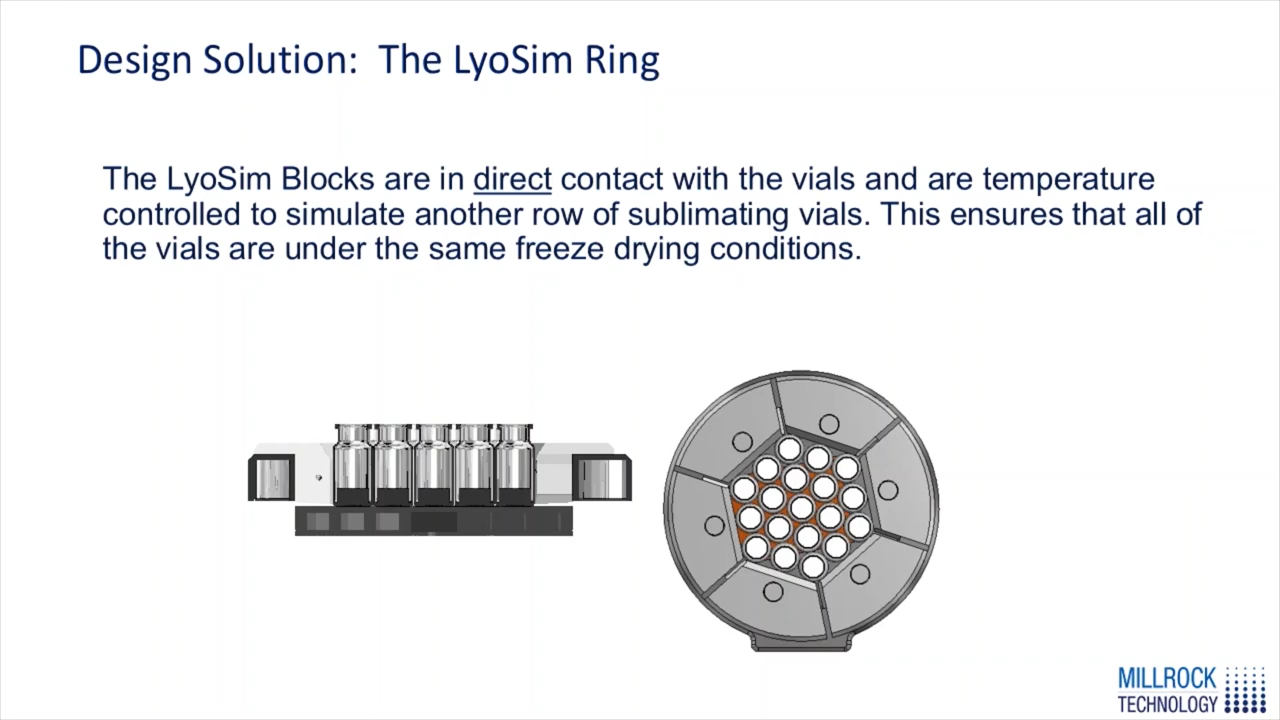 Design Solution:  The LyoSim Ring
The LyoSim Blocks are in direct contact with the vials and are temperature
controlled to simulate another row of sublimating vials. This ensures that all of
the vials are under the same freeze drying conditions.
MILLROCK
TECHNOLOGY